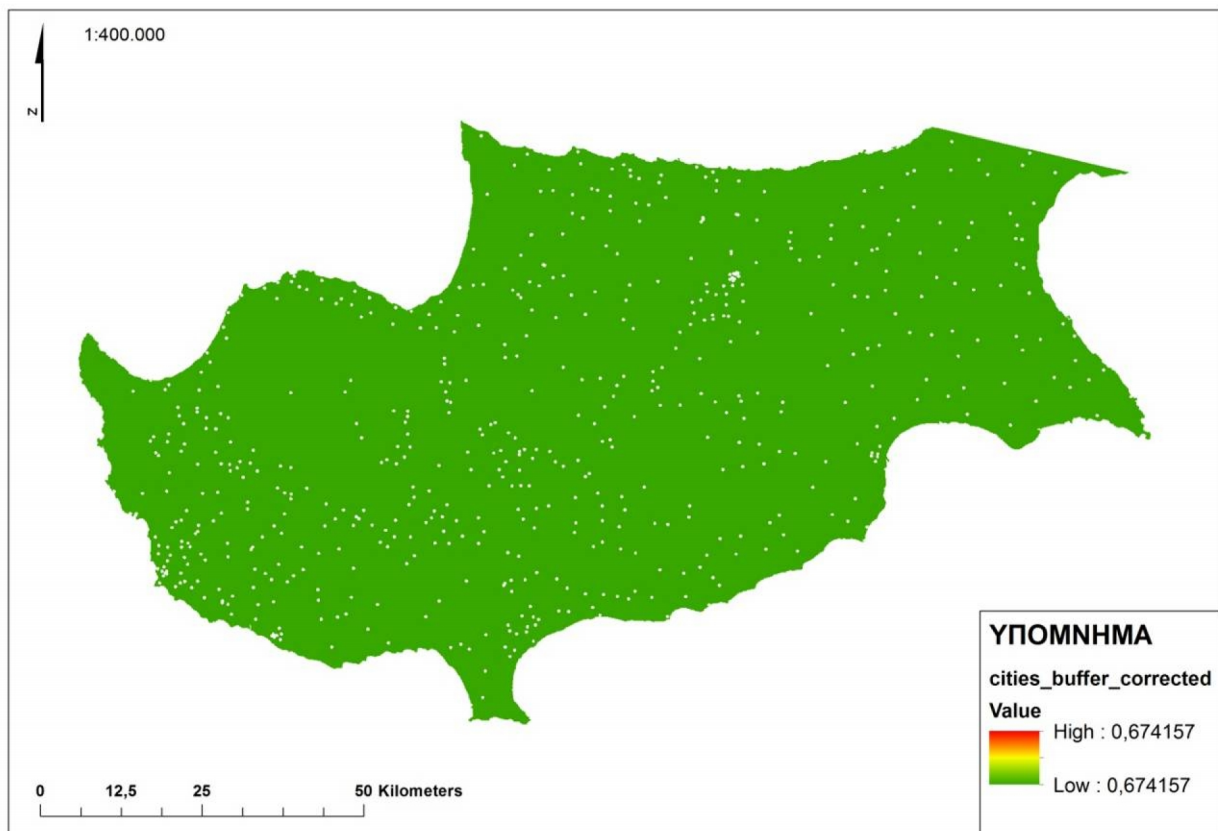 1:400.000
N
ΥΠΟΜΝΗΜΑ
cities_buffer_corrected
Value
High : 0,674157
Low : 0,674157
0 12,5 25 50 Kilometers